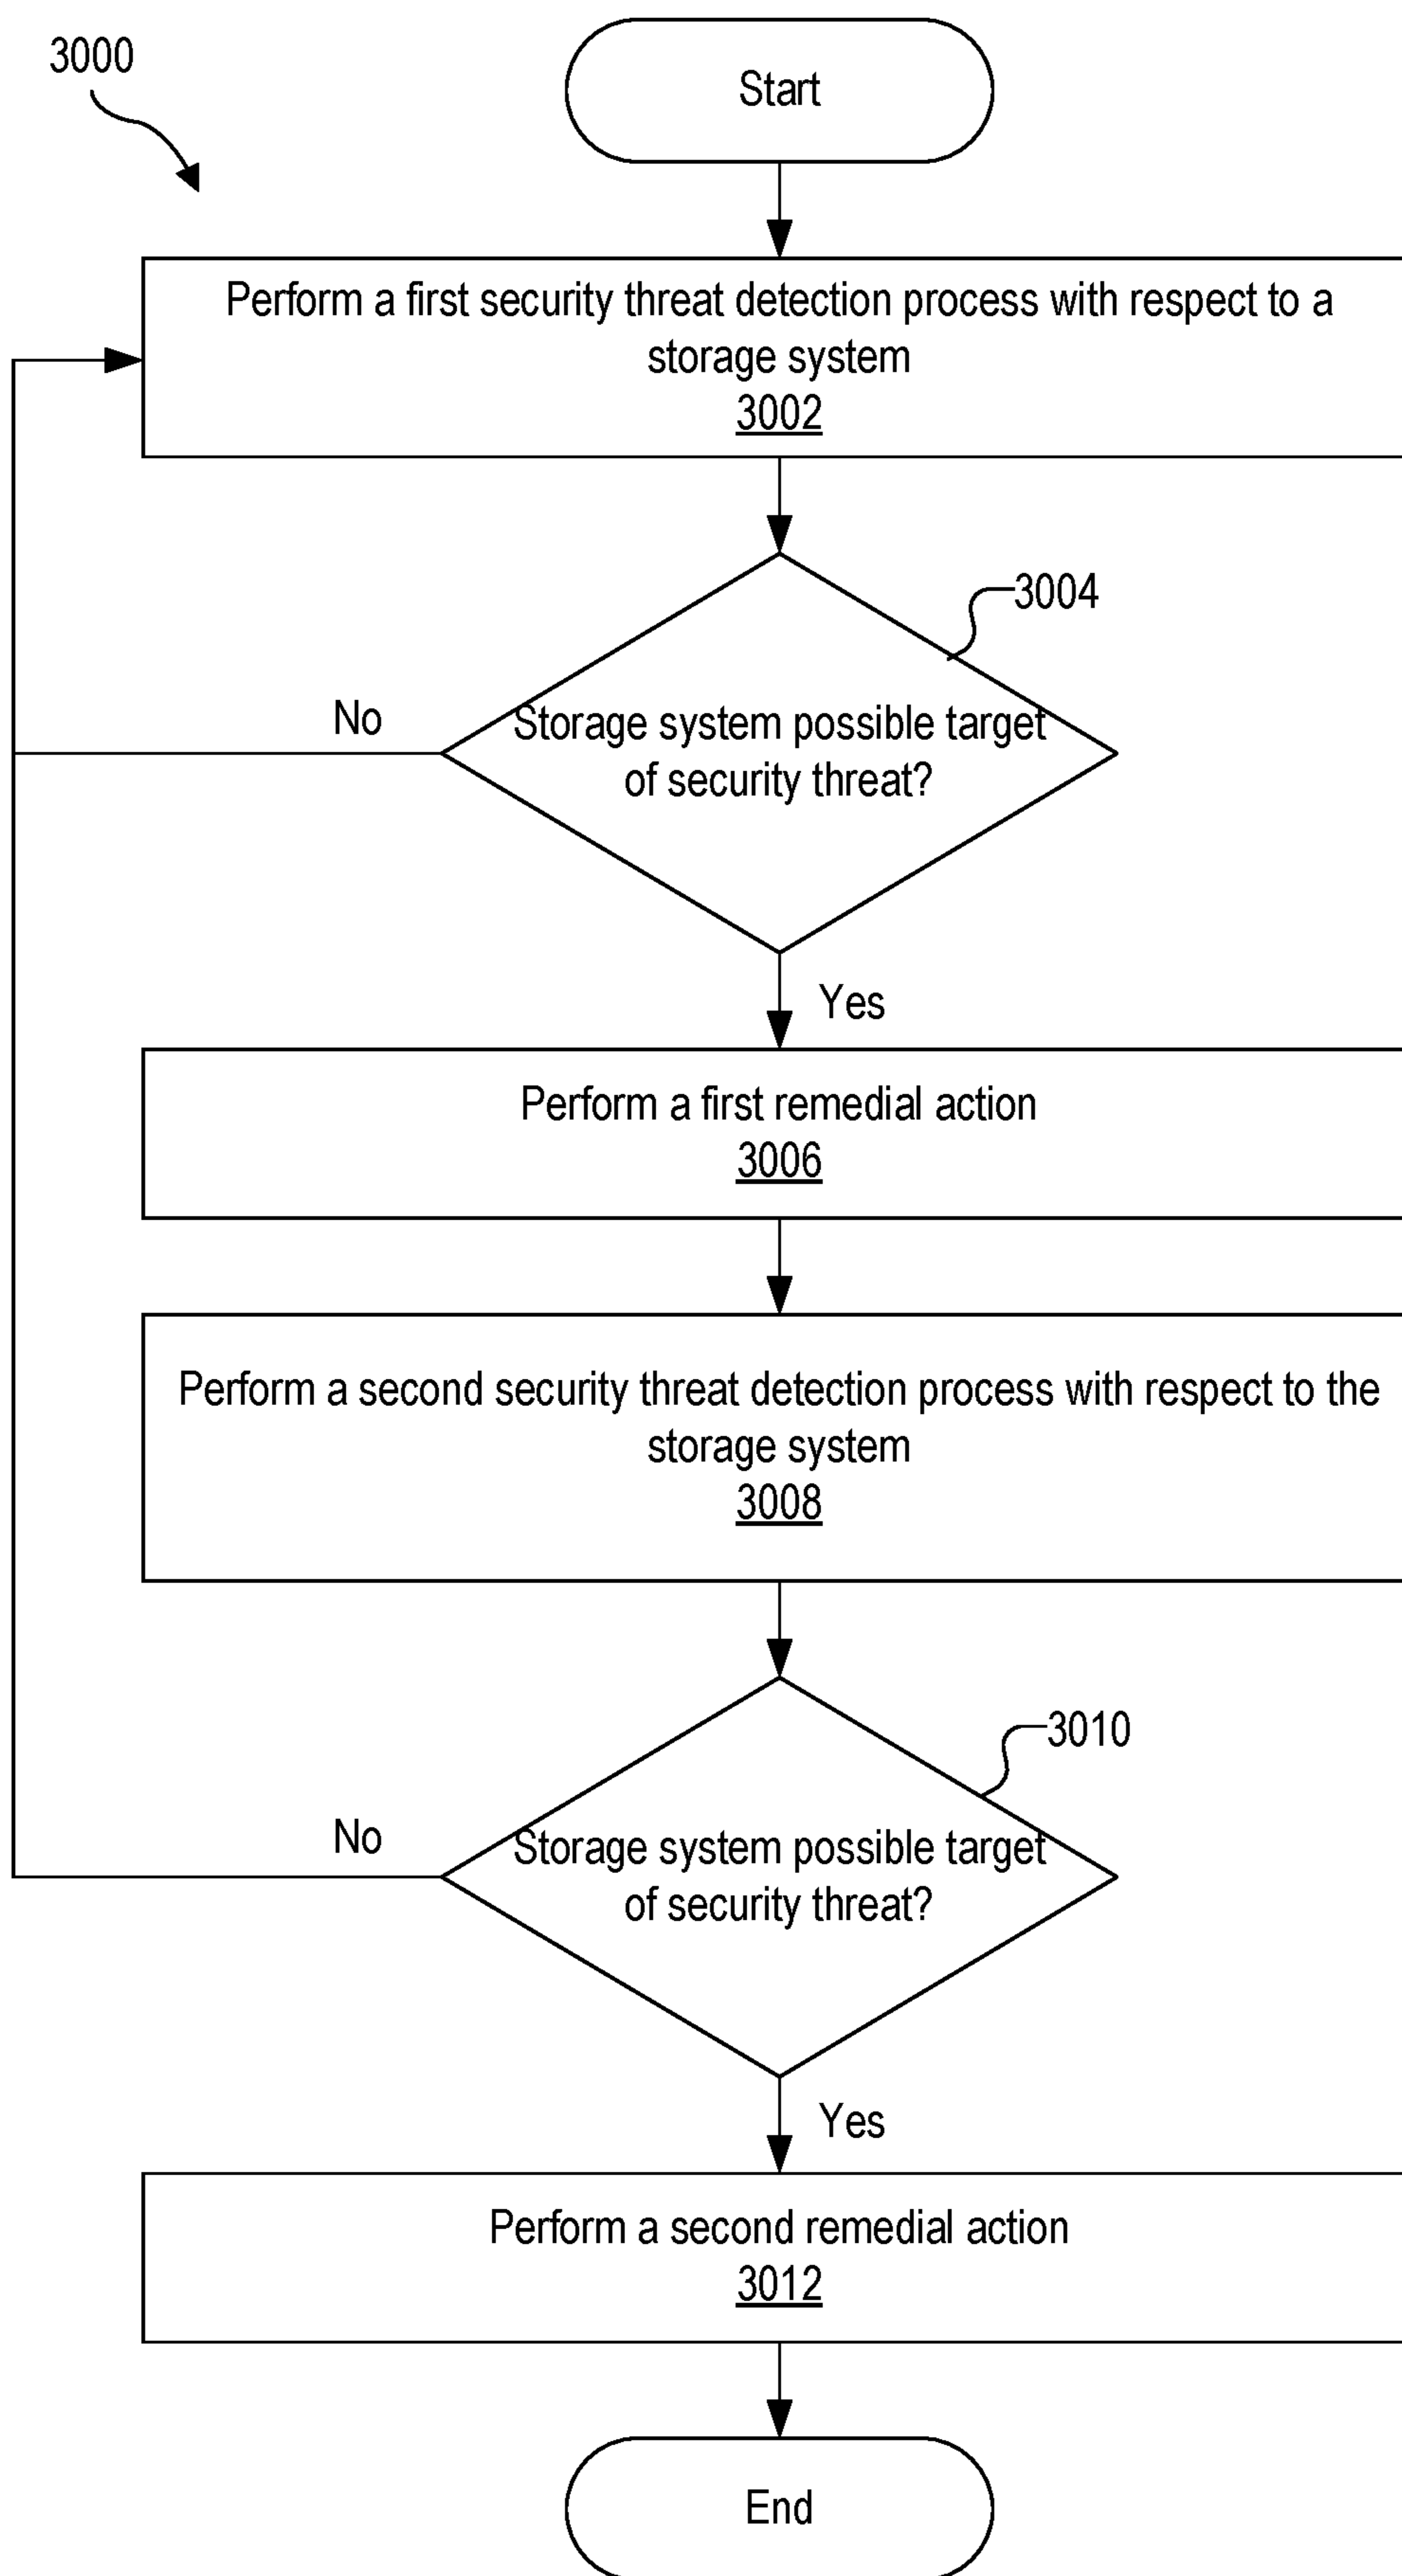 3000
Start
Perform a first security threat detection process with respect to a
storage system
3002
3004
Storage system possible target
of security threat?
No
Yes
Perform a first remedial action
3006
Perform a second security threat detection process with respect to the
storage system
3008
3010
Storage system possible target
of security threat?
No
Yes
Perform a second remedial action
3012
End